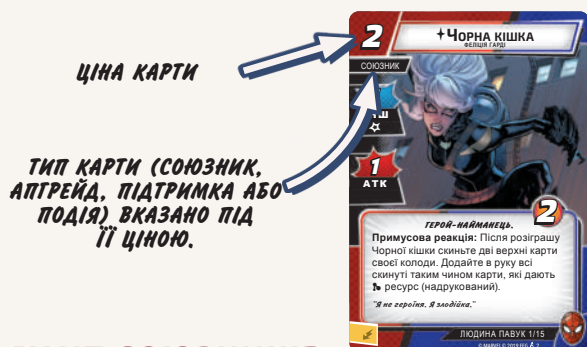 ЦІНА КАРТИ
ТИП КАРТИ (СОЮЗНИК,
АПГРЕЙД, ПІДТРИМКА АБО
ПОДІЯ) ВКАЗАНО ПІД
ЇЇ ЦІНОЮ.
2
ЧОРНА КІШКА
ФЕЛІЦІЯ ГАРДІ
СОЮЗНИК
1
АТК
2
ГЕРОЙ-НАЙМАНЕЦЬ.
Примусова реакція: Після розіграшу
Чорної кішки скиньте дві верхні карти
своєї колоди. Додайте в руку всі
скинуті таким чином карти, які дають
ресурс (надрукований).
"Я не героїня. Я злодійка."
ЛЮДИНА ПАВУК 1/15